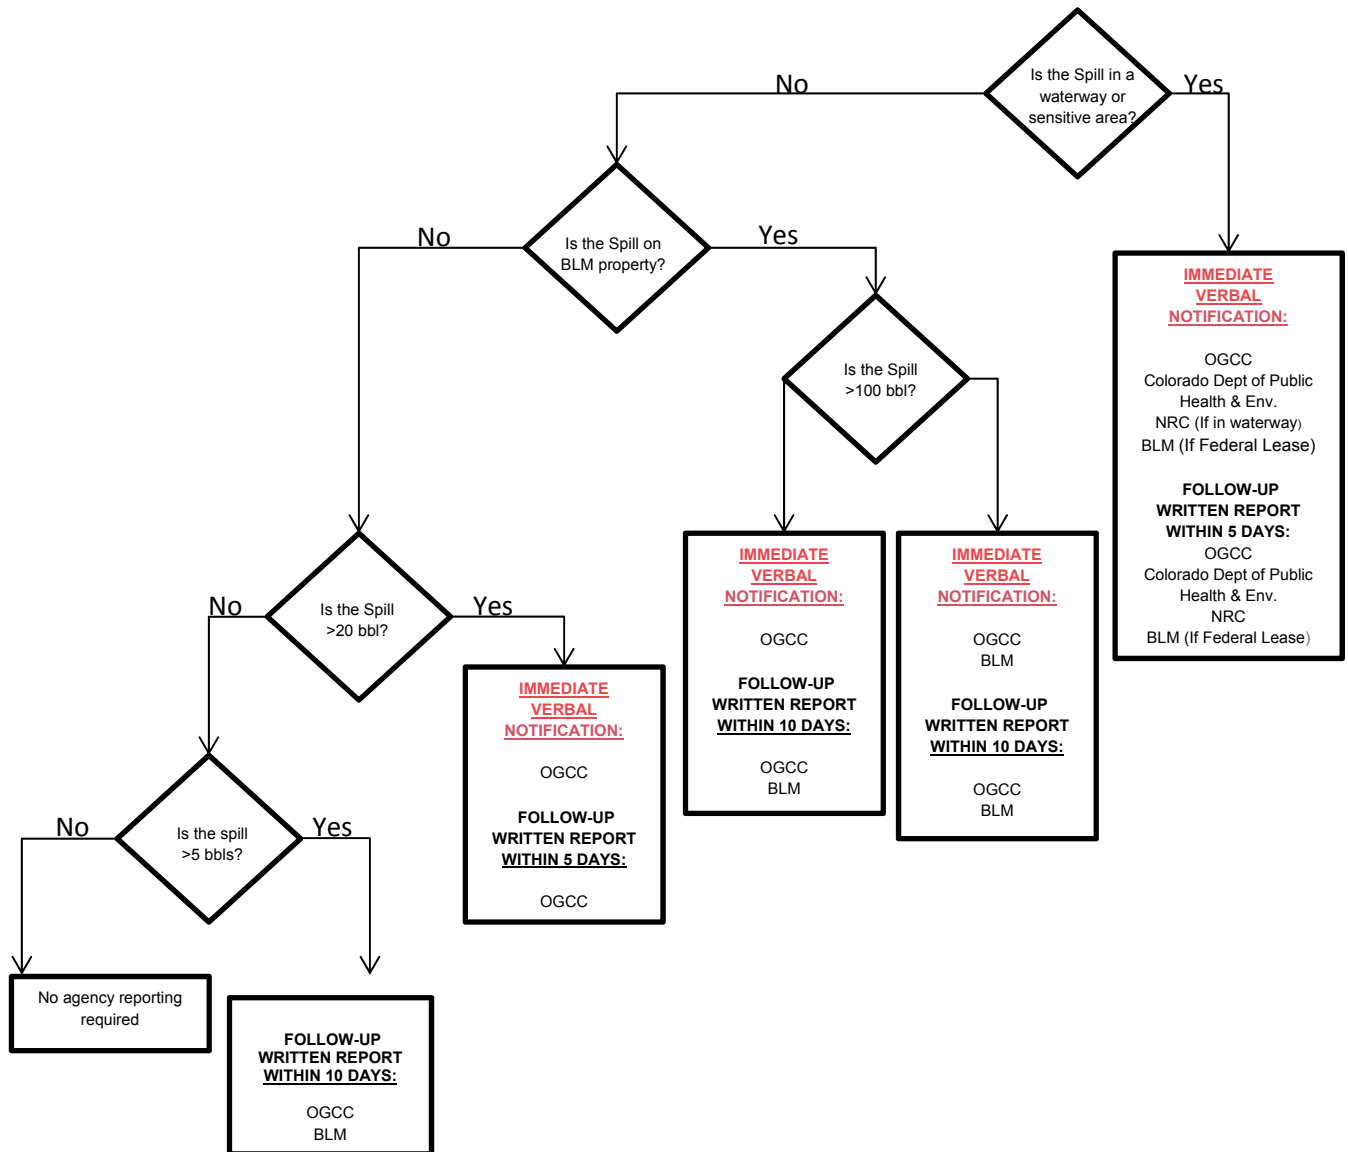 Is the Spill in a
waterway or
sensitive area?
No
Yes
Is the Spill on
BLM property?
No
Yes
Is the Spill
>100 bbl?
IMMEDIATE
VERBAL
NOTIFICATION:
OGCC
Colorado Dept of Public
Health & Env.
NRC (If in waterway)
BLM (If Federal Lease)
FOLLOW-UP
WRITTEN REPORT
WITHIN 5 DAYS:
OGCC
Colorado Dept of Public
Health & Env.
NRC
BLM (If Federal Lease)
IMMEDIATE
VERBAL
NOTIFICATION:
OGCC
FOLLOW-UP
WRITTEN REPORT
WITHIN 10 DAYS:
OGCC
BLM
IMMEDIATE
VERBAL
NOTIFICATION:
OGCC
BLM
FOLLOW-UP
WRITTEN REPORT
WITHIN 10 DAYS:
OGCC
BLM
Is the Spill
>20 bbl?
No
Yes
IMMEDIATE
VERBAL
NOTIFICATION:
OGCC
FOLLOW-UP
WRITTEN REPORT
WITHIN 5 DAYS:
OGCC
Is the spill
>5 bbls?
No
Yes
No agency reporting
required
FOLLOW-UP
WRITTEN REPORT
WITHIN 10 DAYS:
OGCC
BLM